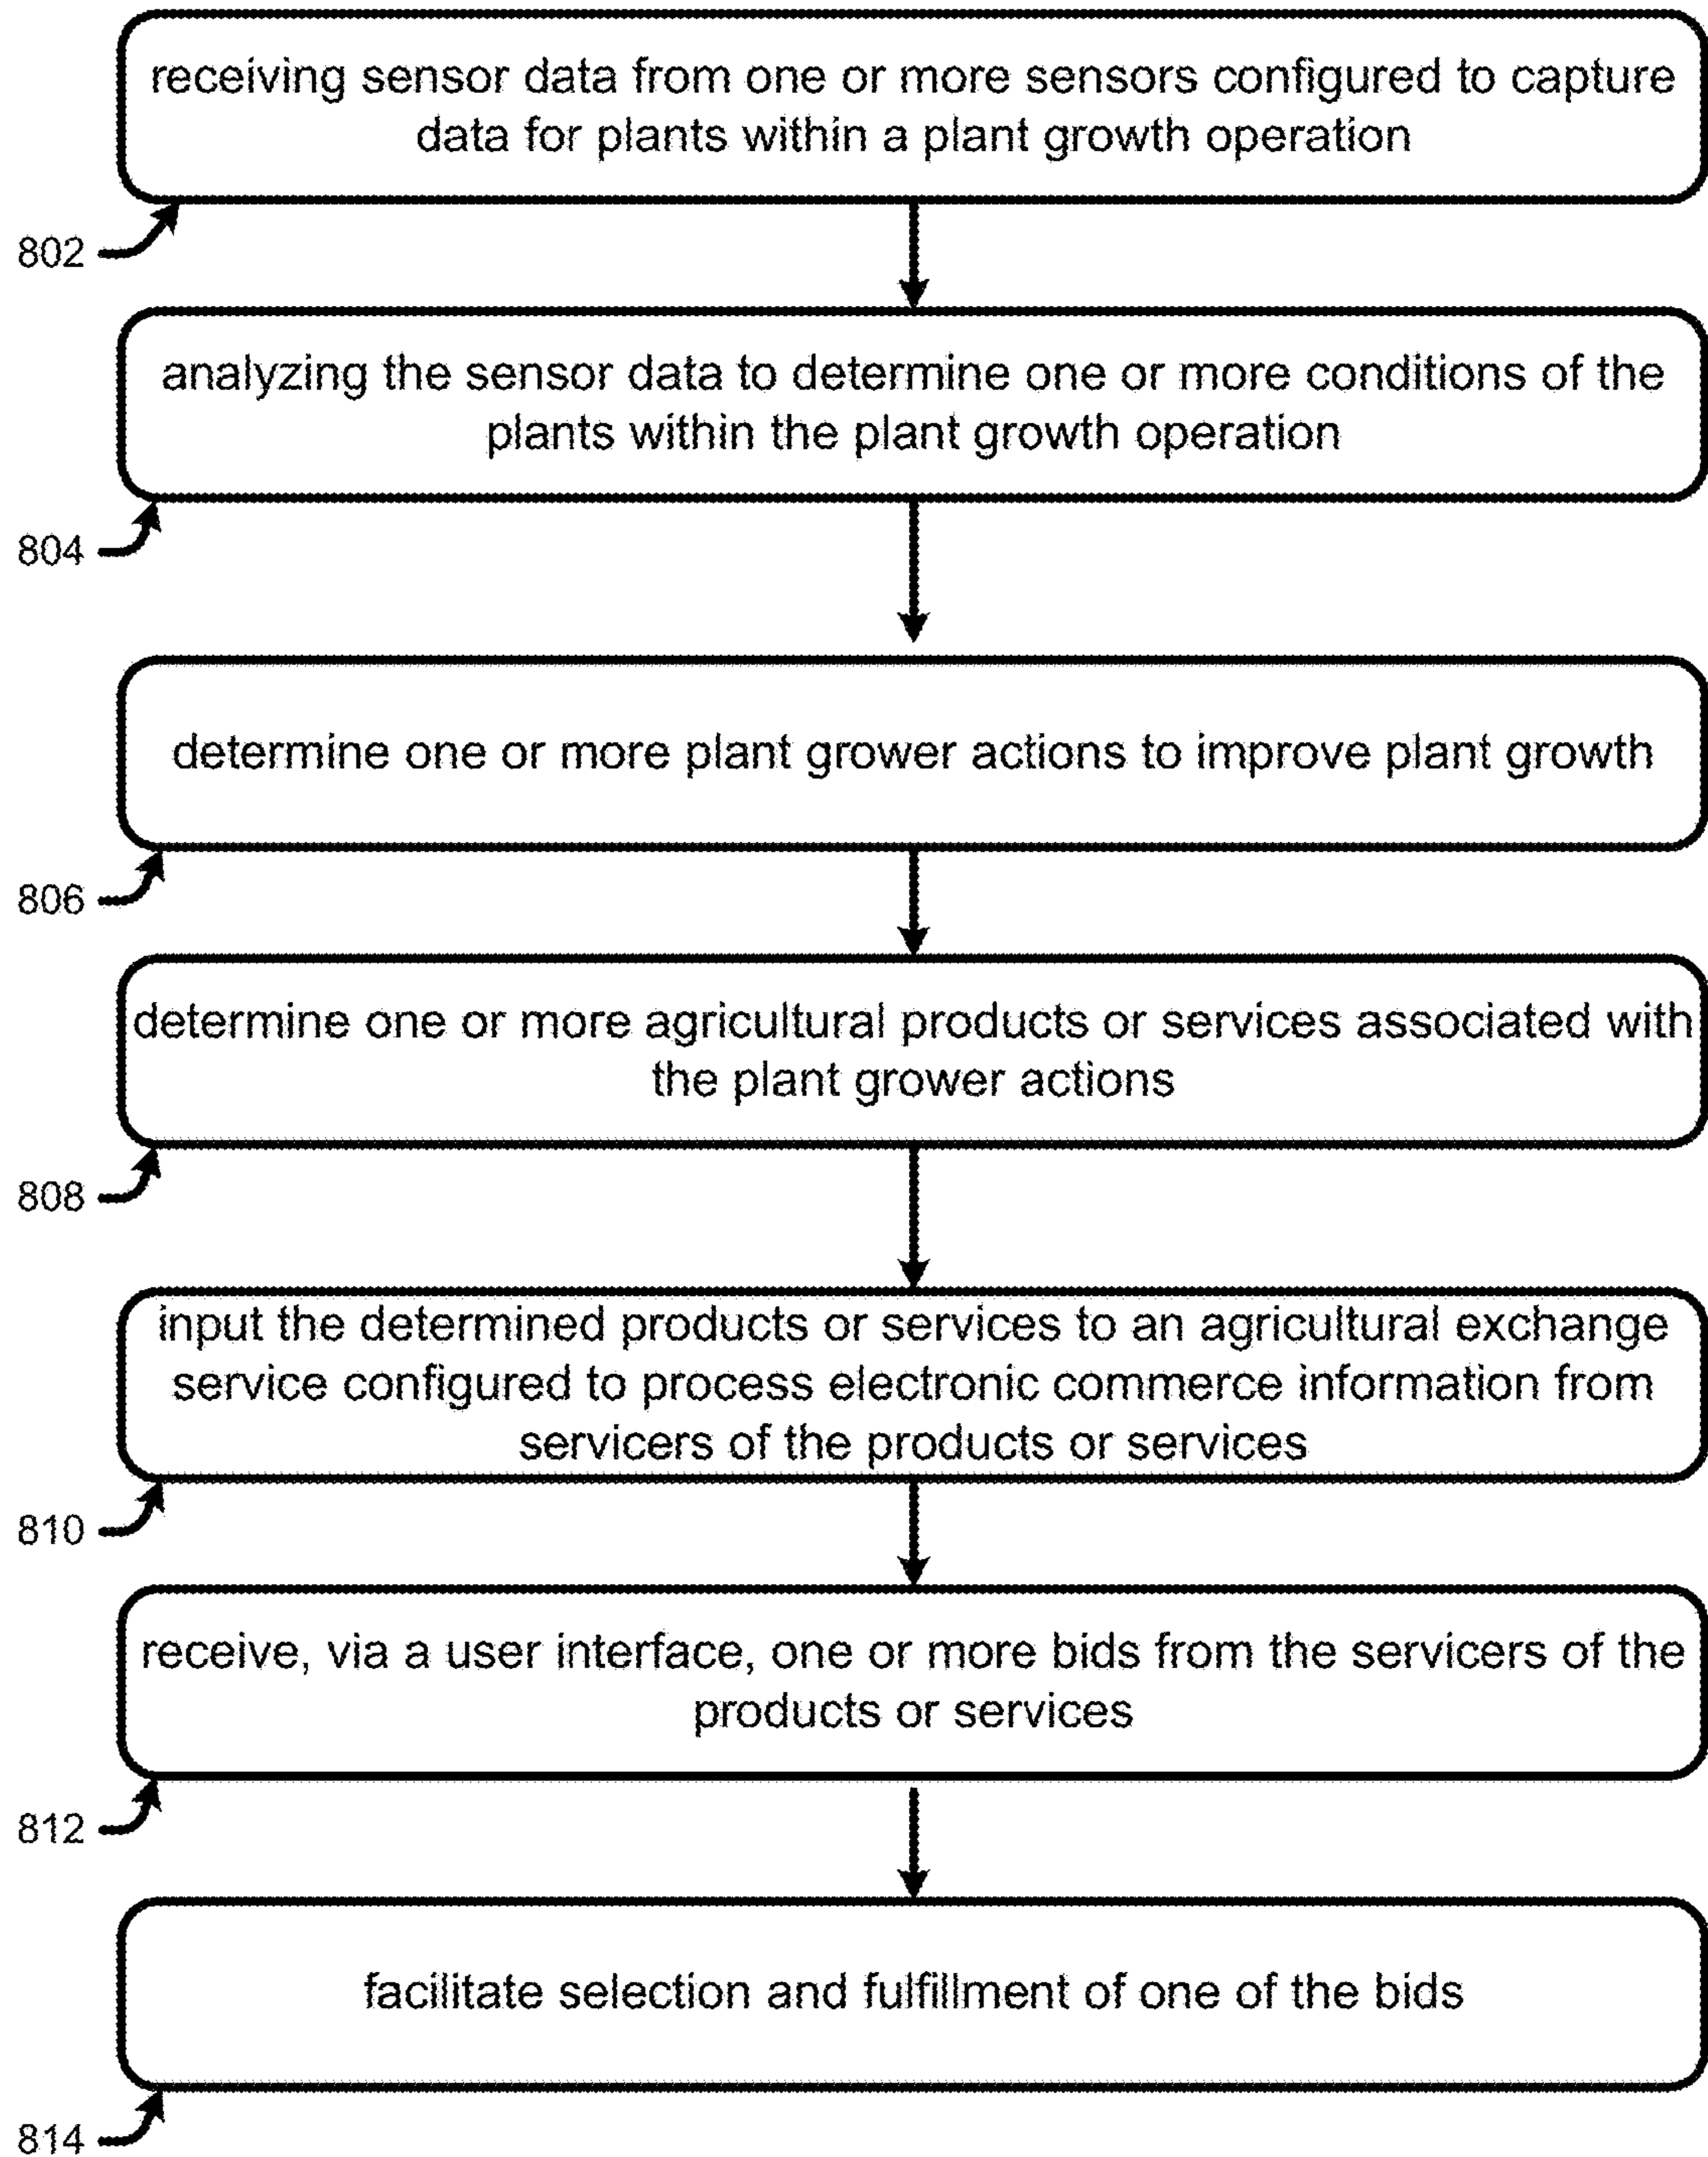 receiving sensor data from one or more sensors configured to capture
data for plants within a plant growth operation
802
analyzing the sensor data to determine one or more conditions of the
plants within the plant growth operation
804
determine one or more plant grower actions to improve plant growth
806
determine one or more agricultural products or services associated with
the plant grower actions
808
input the determined products or services to an agricultural exchange
service configured to process electronic commerce information from
servicers of the products or services
810
receive, via a user interface, one or more bids from the servicers of the
products or services
812
facilitate selection and fulfillment of one of the bids
814